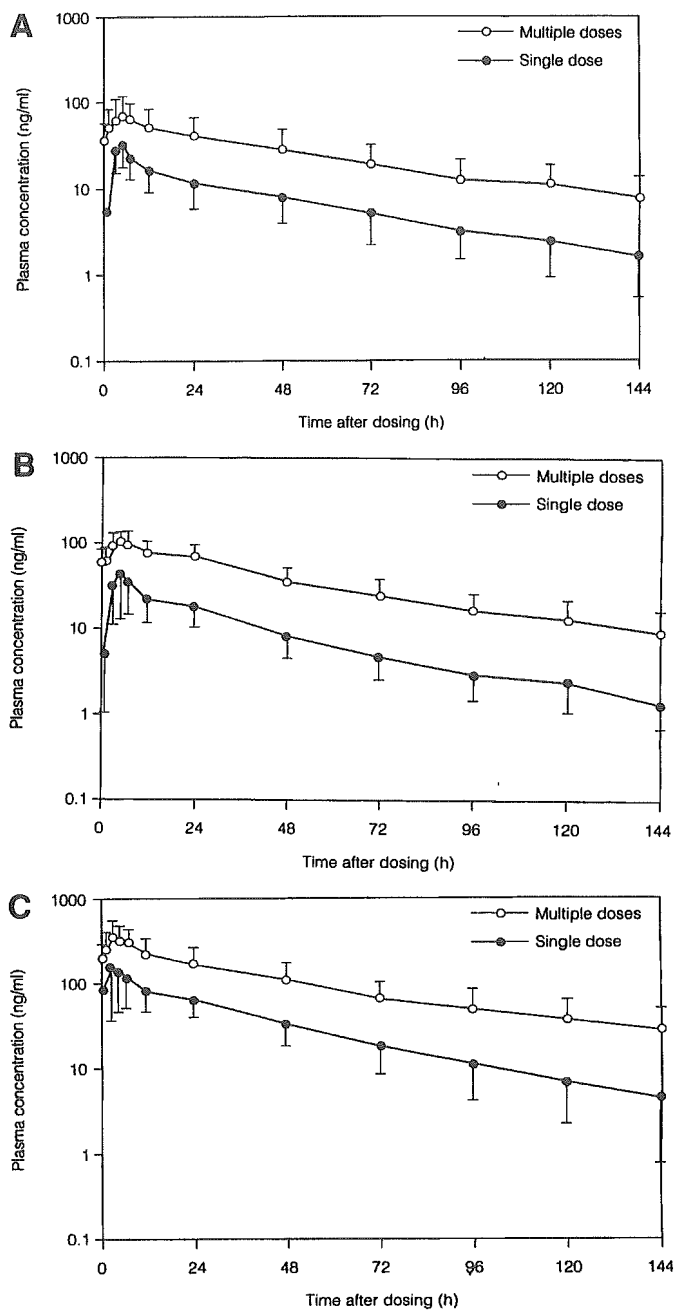 A
1000
100
10
1
0.1
Plasma concentration (ng/ml)
Multiple doses
Single dose
0 24 48 72 96 120 144
Time after dosing (h)
B
1000
100
10
1
0.1
Plasma concentration (ng/ml)
Multiple doses
Single dose
0 24 48 72 96 120 144
Time after dosing (h)
C
1000
100
10
1
0.1
Plasma concentration (ng/ml)
Multiple doses
Single dose
0 24 48 72 96 120 144
Time after dosing (h)